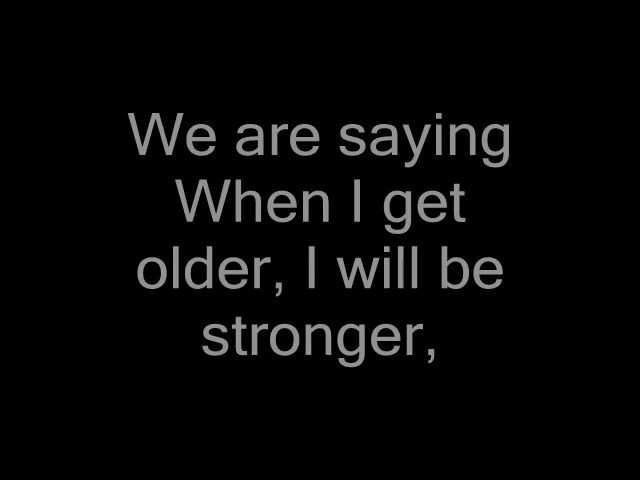 We are saying
When I get
older, I will be
stronger,